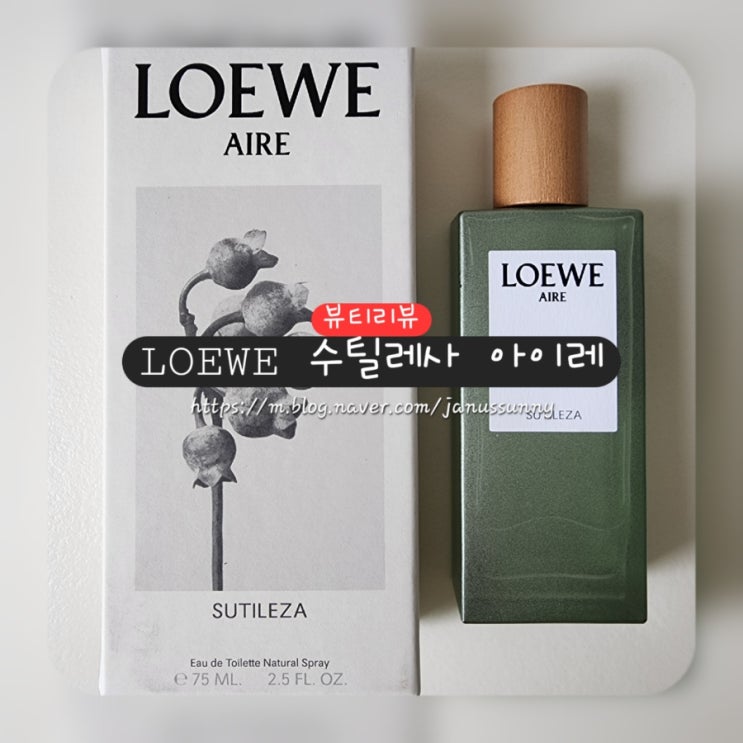 LOEWE
AIRE
LOEWE
AIRE
뷰티리뷰
LOEWE 수틸레사 아이레
https://m.blog.naver.com/janussunny
SUTILEZA
SUTILEZA
Eau de Toilette Natural Spray
℮ 75 ML. 2.5 FL. OZ.